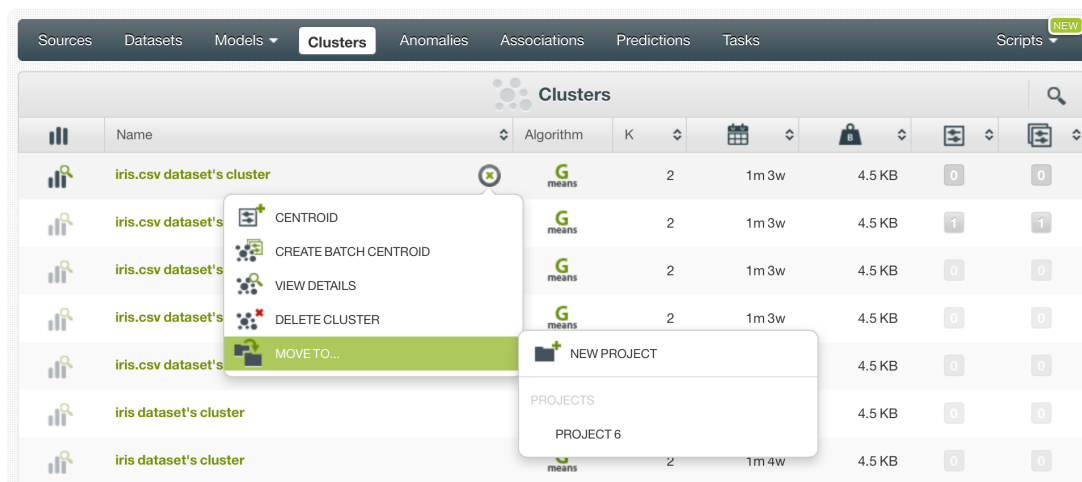 NEW
Sources Datasets Models Clusters Anomalies Associations Predictions Tasks Scripts
Clusters
Name Algorithm K B
iris.csv dataset's cluster G means 2 1m 3w 4.5 KB 0 0
iris.csv dataset's G means 2 1m 3w 4.5 KB 1 1
iris.csv dataset's G means 2 1m 3w 4.5 KB 0 0
iris.csv dataset's G means 2 1m 3w 4.5 KB 0 0
iris.csv dataset's 4.5 KB 0 0
iris dataset's cluster 4.5 KB 0 0
iris dataset's cluster means 2 1m 4w 4.5 KB 0 0
CENTROID
CREATE BATCH CENTROID
VIEW DETAILS
DELETE CLUSTER
MOVE TO...
NEW PROJECT
PROJECTS
PROJECT 6